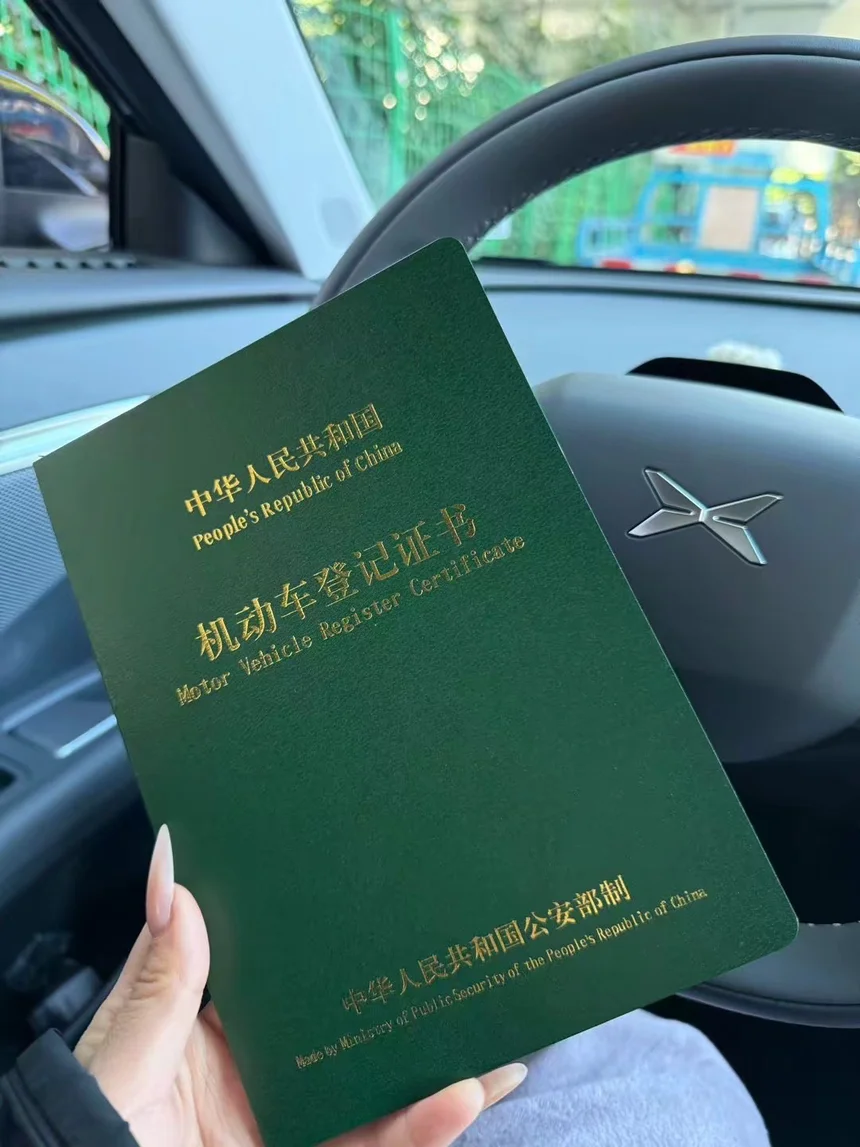 中华人民共和国
People's Republic of China
机动车登记证书
Motor Vehicle Register Certificate
中华人民共和国公安部制
Made by Ministry of Public Security of the People's Republic of China